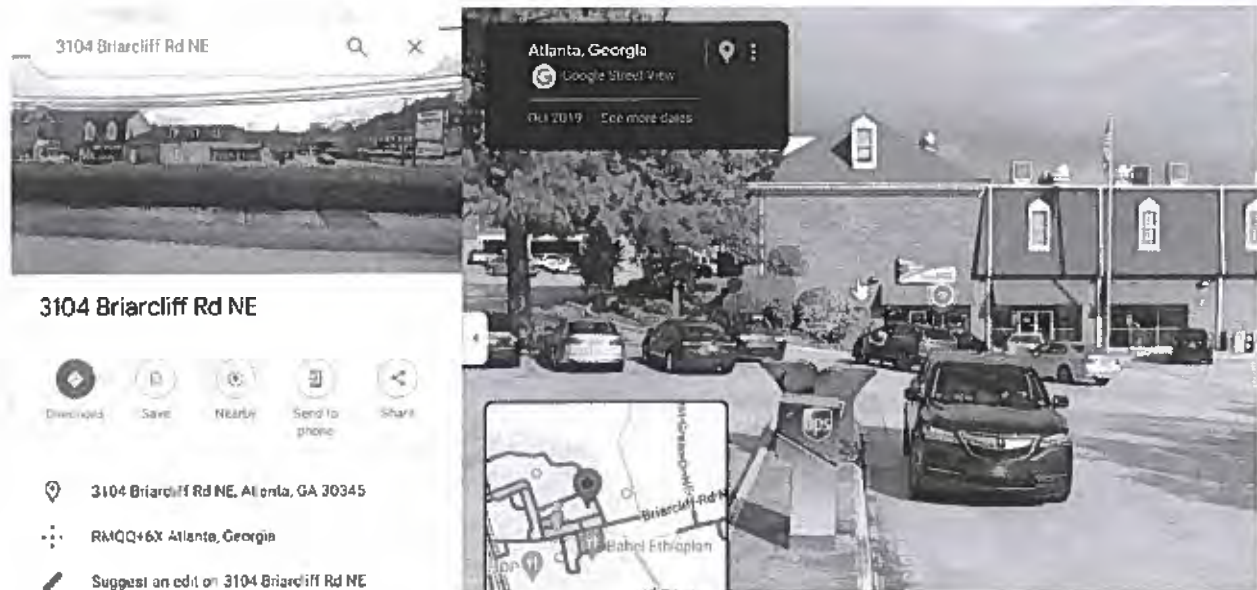 3104 Briarcliff Rd NE
3104 Briarcliff Rd NE
Directions
Save
Nearby
Send to
phone
Share
3104 Briarcliff Rd NE, Atlanta, GA 30345
RMQQ+6X Atlanta, Georgia
Suggest an edit on 3104 Briarcliff Rd NE
Atlanta, Georgia
Google Street View
Oct 2019 See more dates
ups
Briarcliff Rd N
Babel Ethiopian